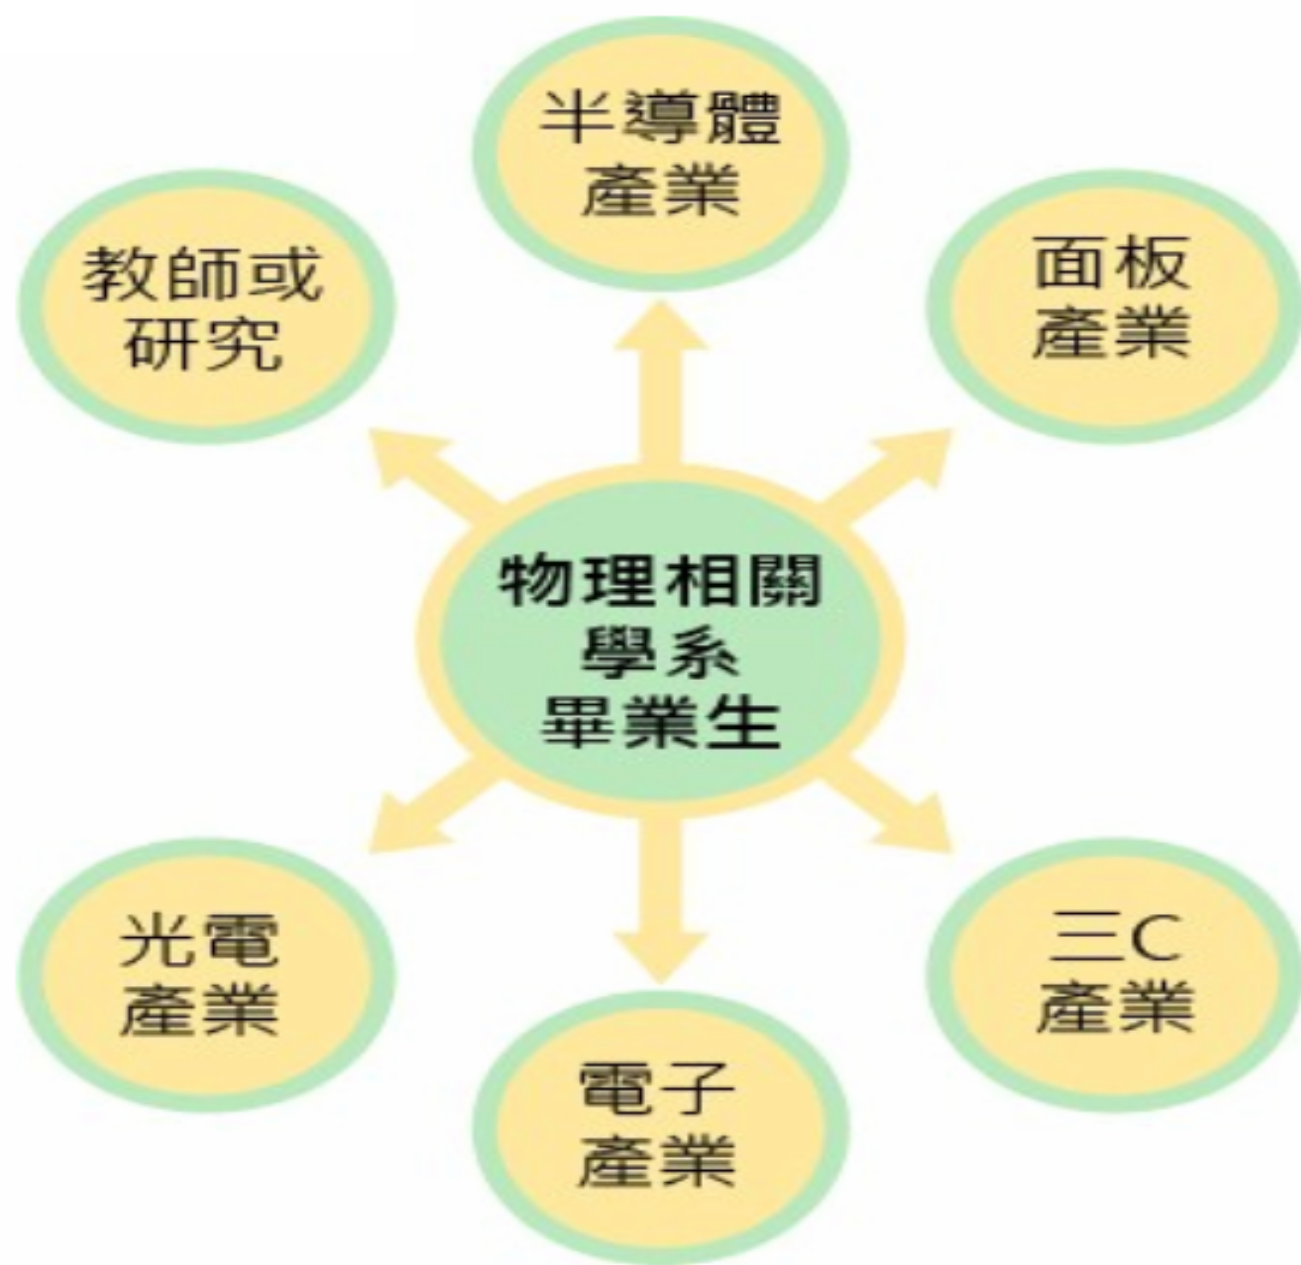 半導體
產業
教師或
研究
面板
產業
物理相關
學系
畢業生
光電
產業
三C
產業
電子
產業